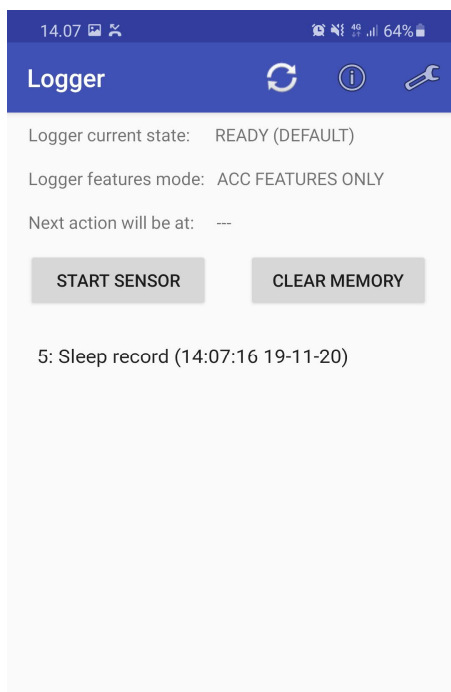 14.07 4G 64%
Logger
Logger current state: READY (DEFAULT)
Logger features mode: ACC FEATURES ONLY
Next action will be at: ---
START SENSOR CLEAR MEMORY
5: Sleep record (14:07:16 19-11-20)